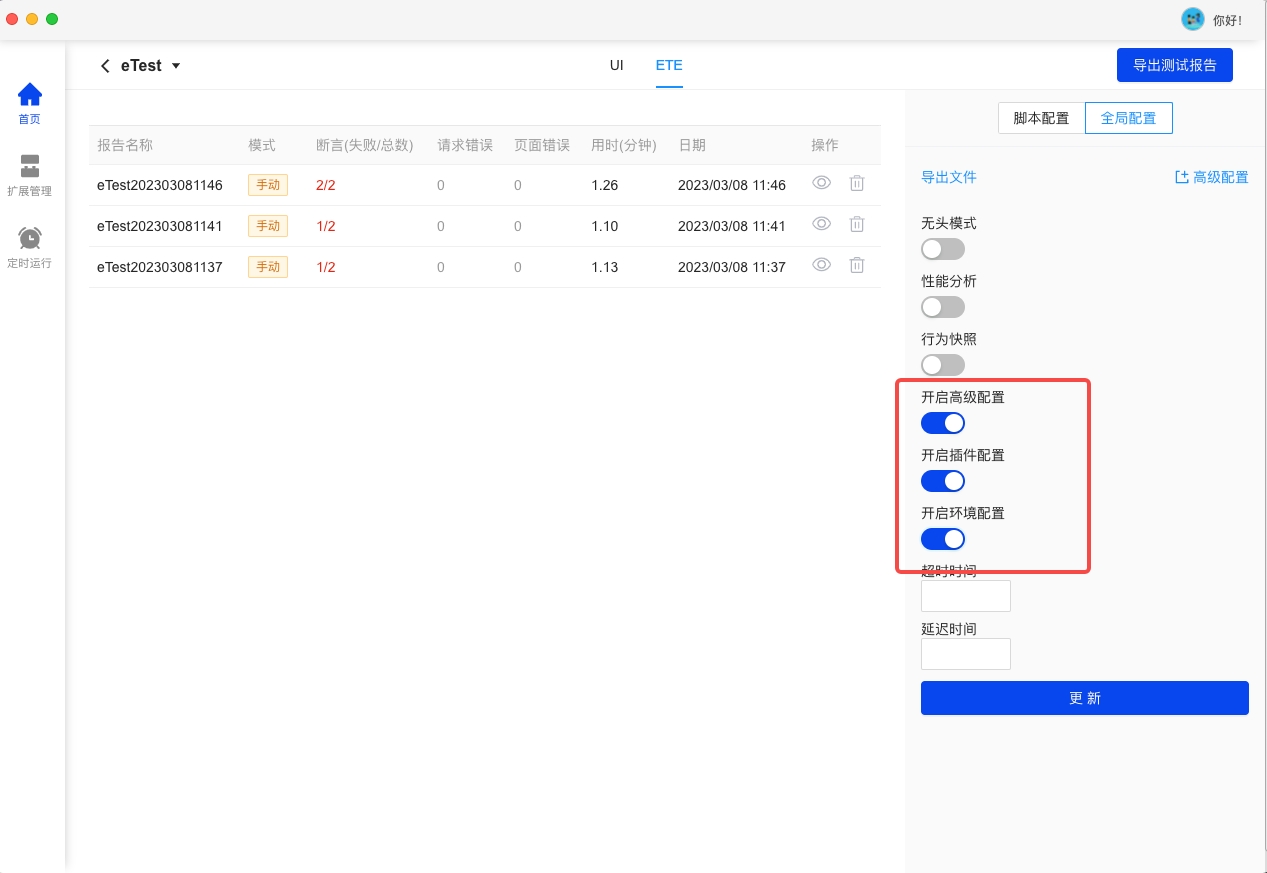 你好!
eTest
UI
ETE
导出测试报告
首页
扩展管理
定时运行
报告名称 模式 断言(失败/总数) 请求错误 页面错误 用时(分钟) 日期 操作
eTest202303081146 手动 2/2 0 0 1.26 2023/03/08 11:46
eTest202303081141 手动 1/2 0 0 1.10 2023/03/08 11:41
eTest202303081137 手动 1/2 0 0 1.13 2023/03/08 11:37
脚本配置 全局配置
导出文件 高级配置
无头模式
性能分析
行为快照
开启高级配置
开启插件配置
开启环境配置
超时时间
延迟时间
更 新